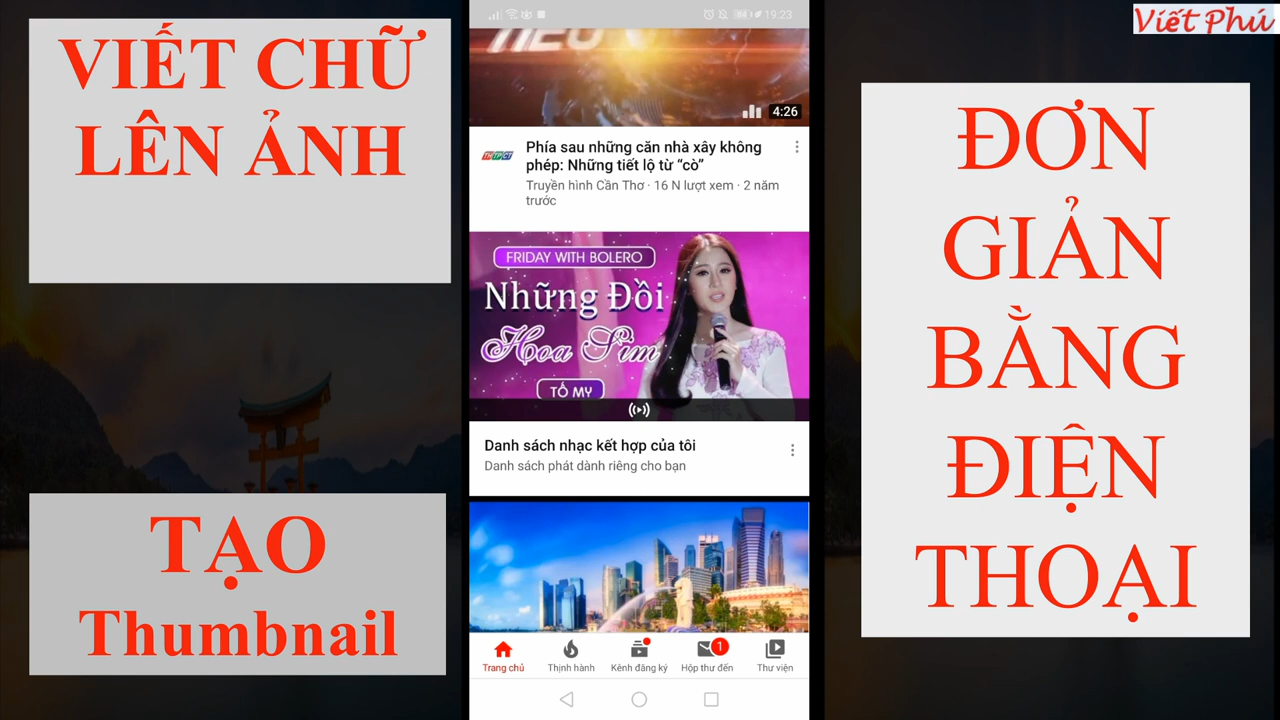 VIẾT CHỮ
LÊN ẢNH
TẠO
Thumbnail
19:23
4:26
Phía sau những căn nhà xây không
phép: Những tiết lộ từ “cò”
Truyền hình Cần Thơ · 16 N lượt xem · 2 năm
trước
FRIDAY WITH BOLERO
Những Đồi
Hoa Sim
TỐ MY
Danh sách nhạc kết hợp của tôi
Danh sách phát dành riêng cho bạn
Trang chủ
Thịnh hành
Kênh đăng ký
1
Hộp thư đến
Thư viện
Viết Phú
ĐƠN
GIẢN
BẰNG
ĐIỆN
THOẠI